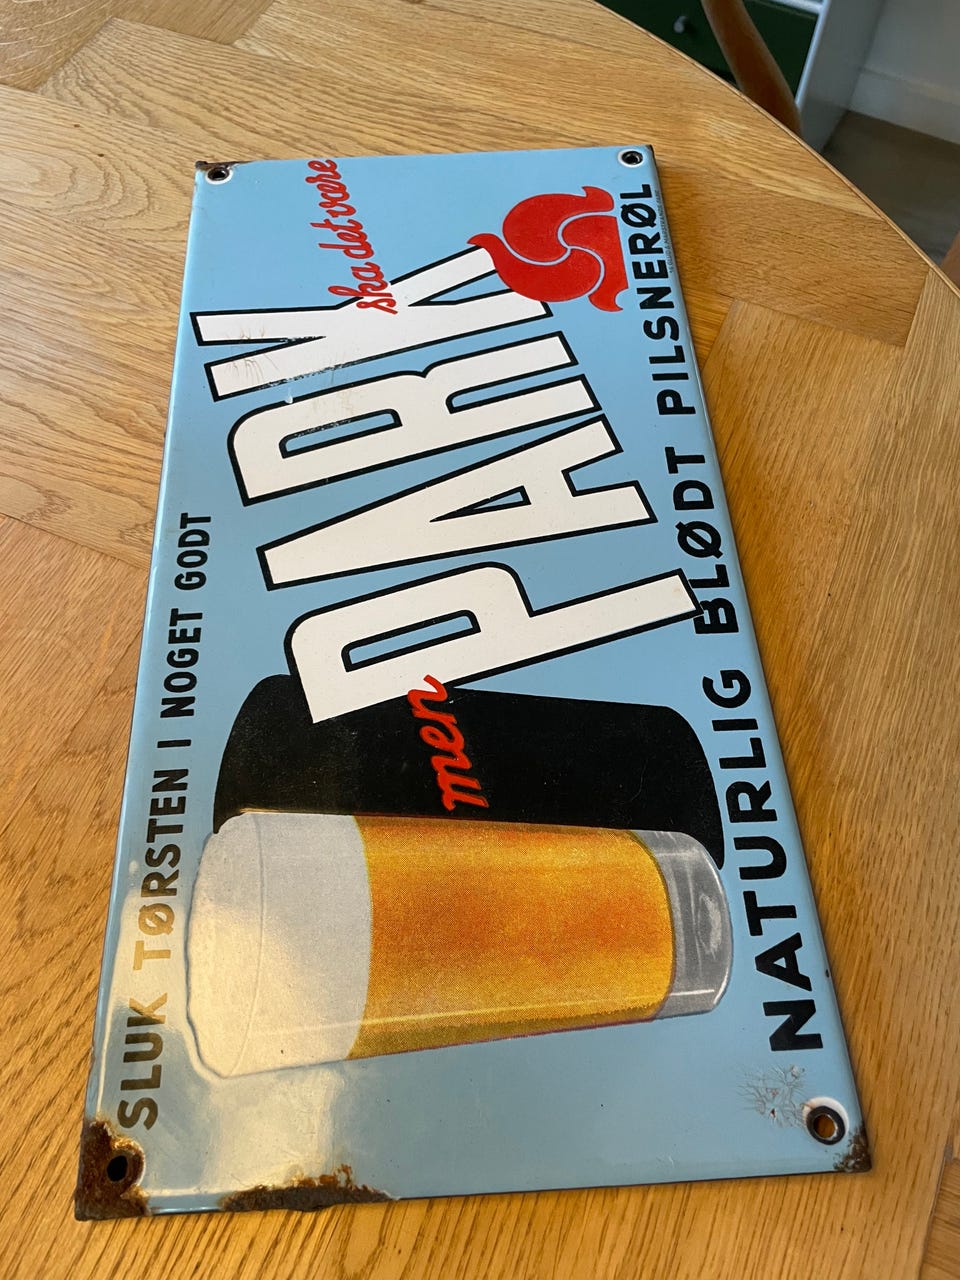 SLUK TØRSTEN I NOGET GODT
men
PARK
ska det være
NATURLIG BLØDT PILSNERØL